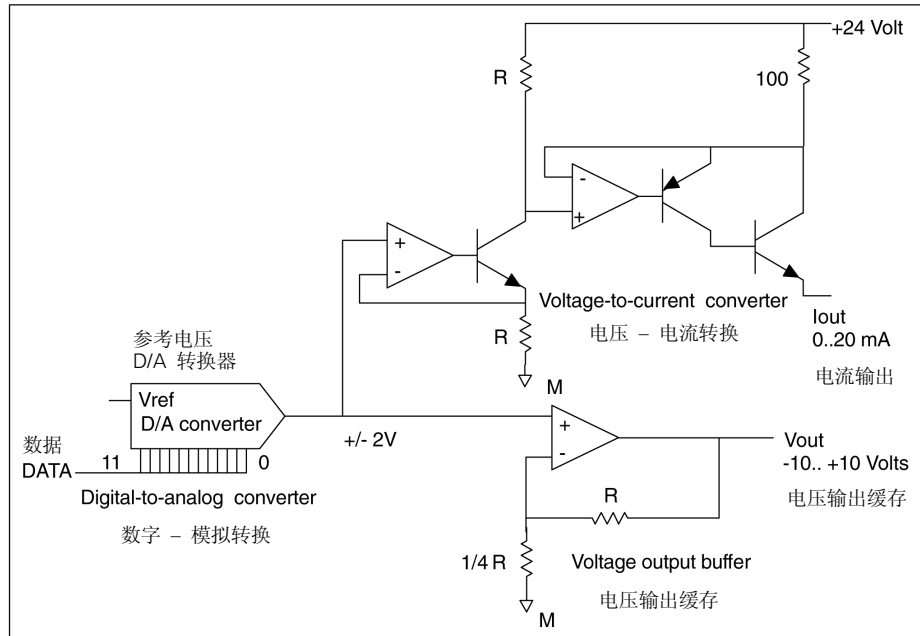 +24 Volt
R
100
-
+
+
-
Voltage-to-current converter
电压 – 电流转换
R
Iout
0..20 mA
电流输出
M
参考电压
D/A 转换器
Vref
D/A converter
+/- 2V
+
-
Vout
-10.. +10 Volts
电压输出缓存
数据
DATA
11
0
Digital-to-analog converter
数字 – 模拟转换
R
1/4 R
Voltage output buffer
电压输出缓存
M